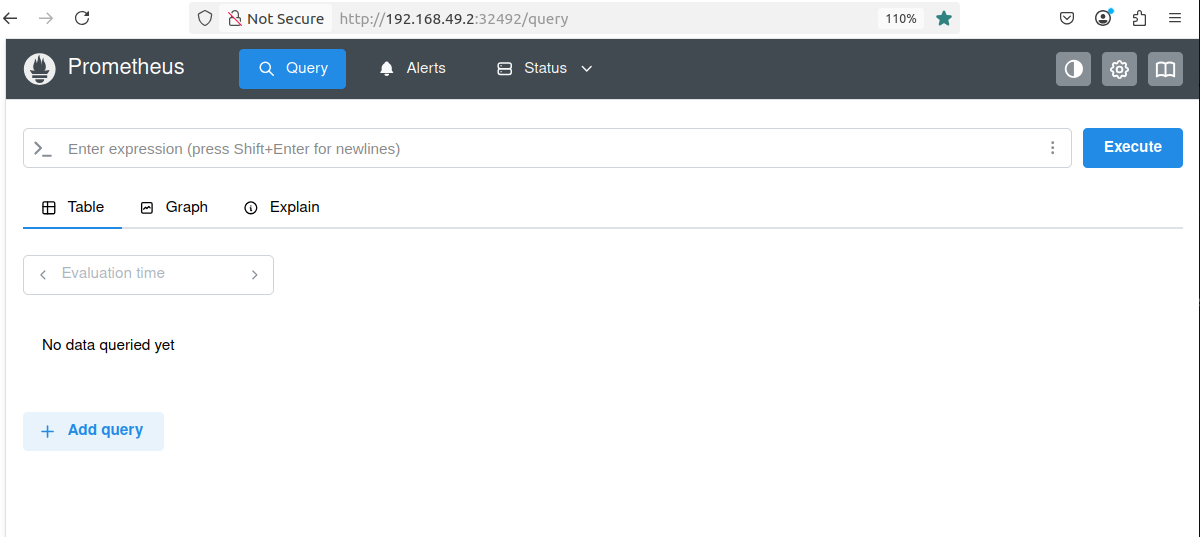 Not Secure http://192.168.49.2:32492/query 110%
Prometheus Query Alerts Status
Enter expression (press Shift+Enter for newlines) Execute
Table Graph Explain
Evaluation time
No data queried yet
Add query